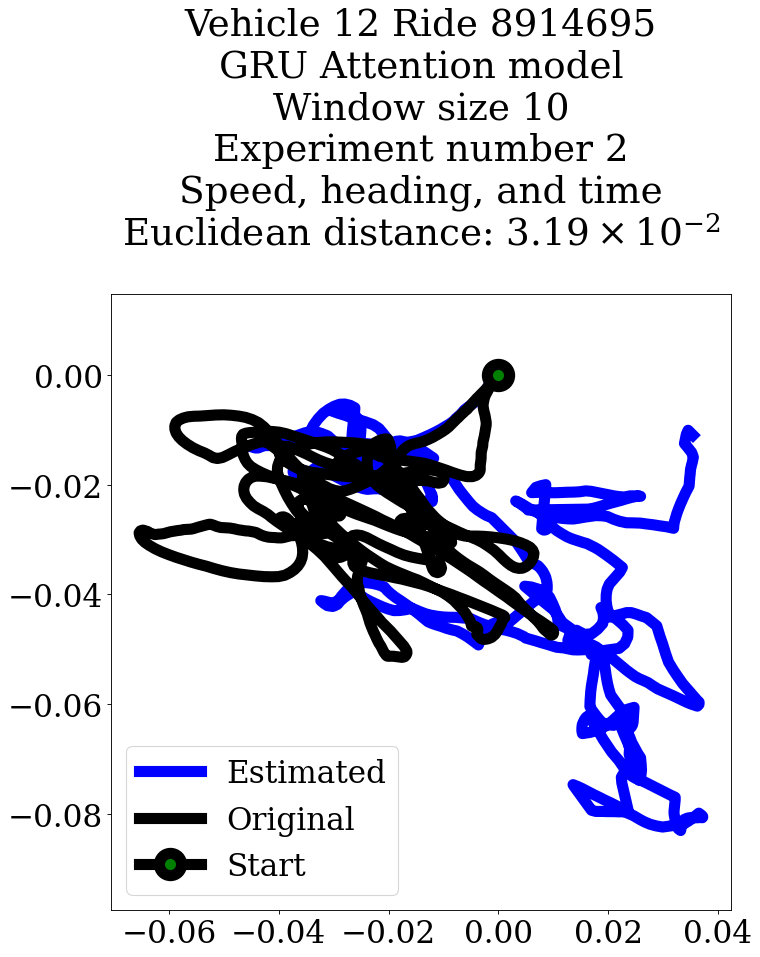 Vehicle 12 Ride 8914695
GRU Attention model
Window size 10
Experiment number 2
Speed, heading, and time
Euclidean distance: 3.19 × 10⁻²
0.00
−0.02
−0.04
−0.06
−0.08
Estimated
Original
Start
−0.06 −0.04 −0.02 0.00 0.02 0.04